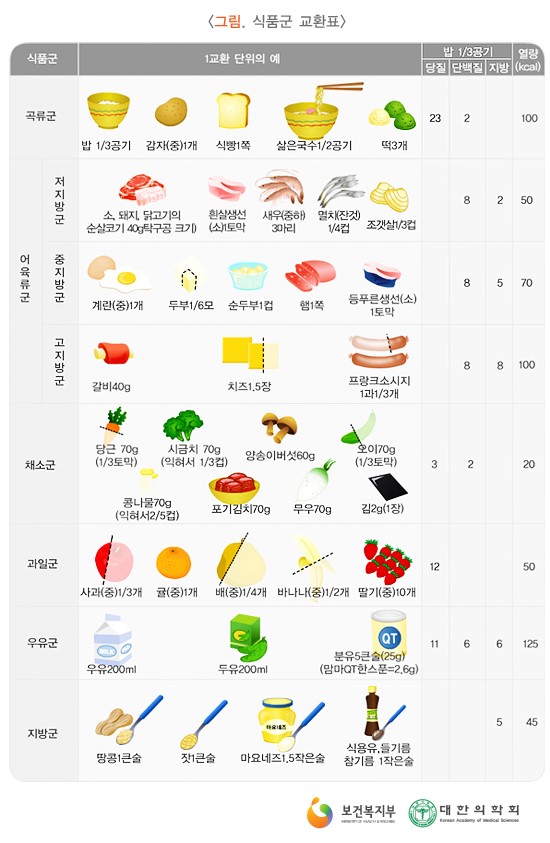 <그림. 식품군 교환표>
식품군 1교환 단위의 예 밥 1/3공기 열량
당질 단백질 지방 (kcal)
곡류군 23 2 100
밥 1/3공기 감자(중)1개 식빵1쪽 삶은국수1/2공기 떡3개
어육류군
저지방군 8 2 50
소, 돼지, 닭고기의 흰살생선 새우(중하) 멸치(잔것) 조갯살1/3컵
순살코기 40g탁구공 크기) (소)1토막 3마리 1/4컵
중지방군 8 5 70
계란(중)1개 두부1/6모 순두부1컵 햄1쪽 등푸른생선(소)
1토막
고지방군 8 8 100
갈비40g 치즈1,5장 프랑크소시지
1과1/3개
채소군 3 2 20
당근 70g 시금치 70g 양송이버섯60g 오이70g
(1/3토막) (익혀서 1/3컵) (1/3토막)
콩나물70g 포기김치70g 무우70g 김2g(1장)
(익혀서2/5컵)
과일군 12 50
사과(중)1/3개 귤(중)1개 배(중)1/4개 바나나(중)1/2개 딸기(중)10개
우유군 11 6 6 125
QT
우유200ml 두유200ml 분유5큰술(25g)
(맘마QT한스푼=2.6g)
지방군 5 45
마요네즈
땅콩1큰술 잣1큰술 마요네즈1,5작은술 식용유,들기름
참기름 1작은술
보건복지부 대한의학회
MINISTRY OF HEALTH & WELFARE Korean Academy of Medical Sciences